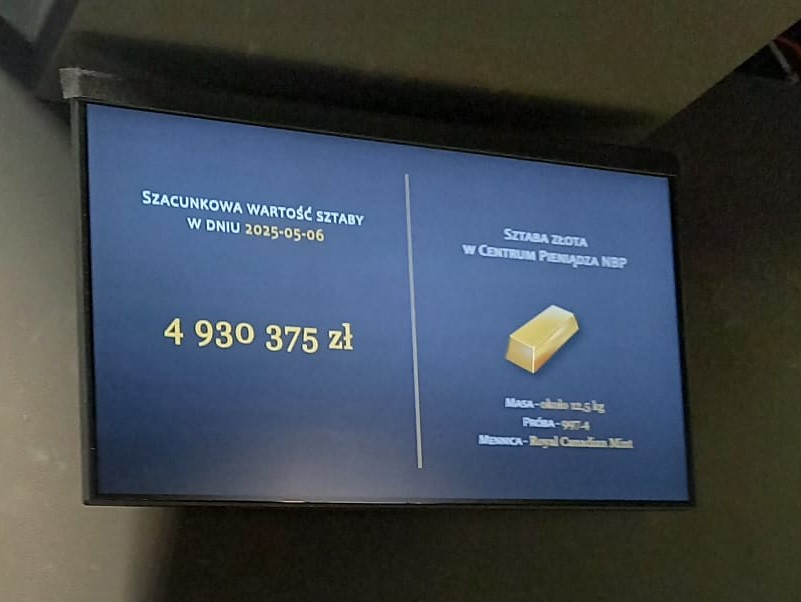 Szacunkowa wartość sztaby
w dniu 2025-05-06
4 930 375 zł
Sztaba złota
w Centrum Pieniądza NBP
Masa - około 12,5 kg
Próba - 997.4
Mennica - Royal Canadian Mint